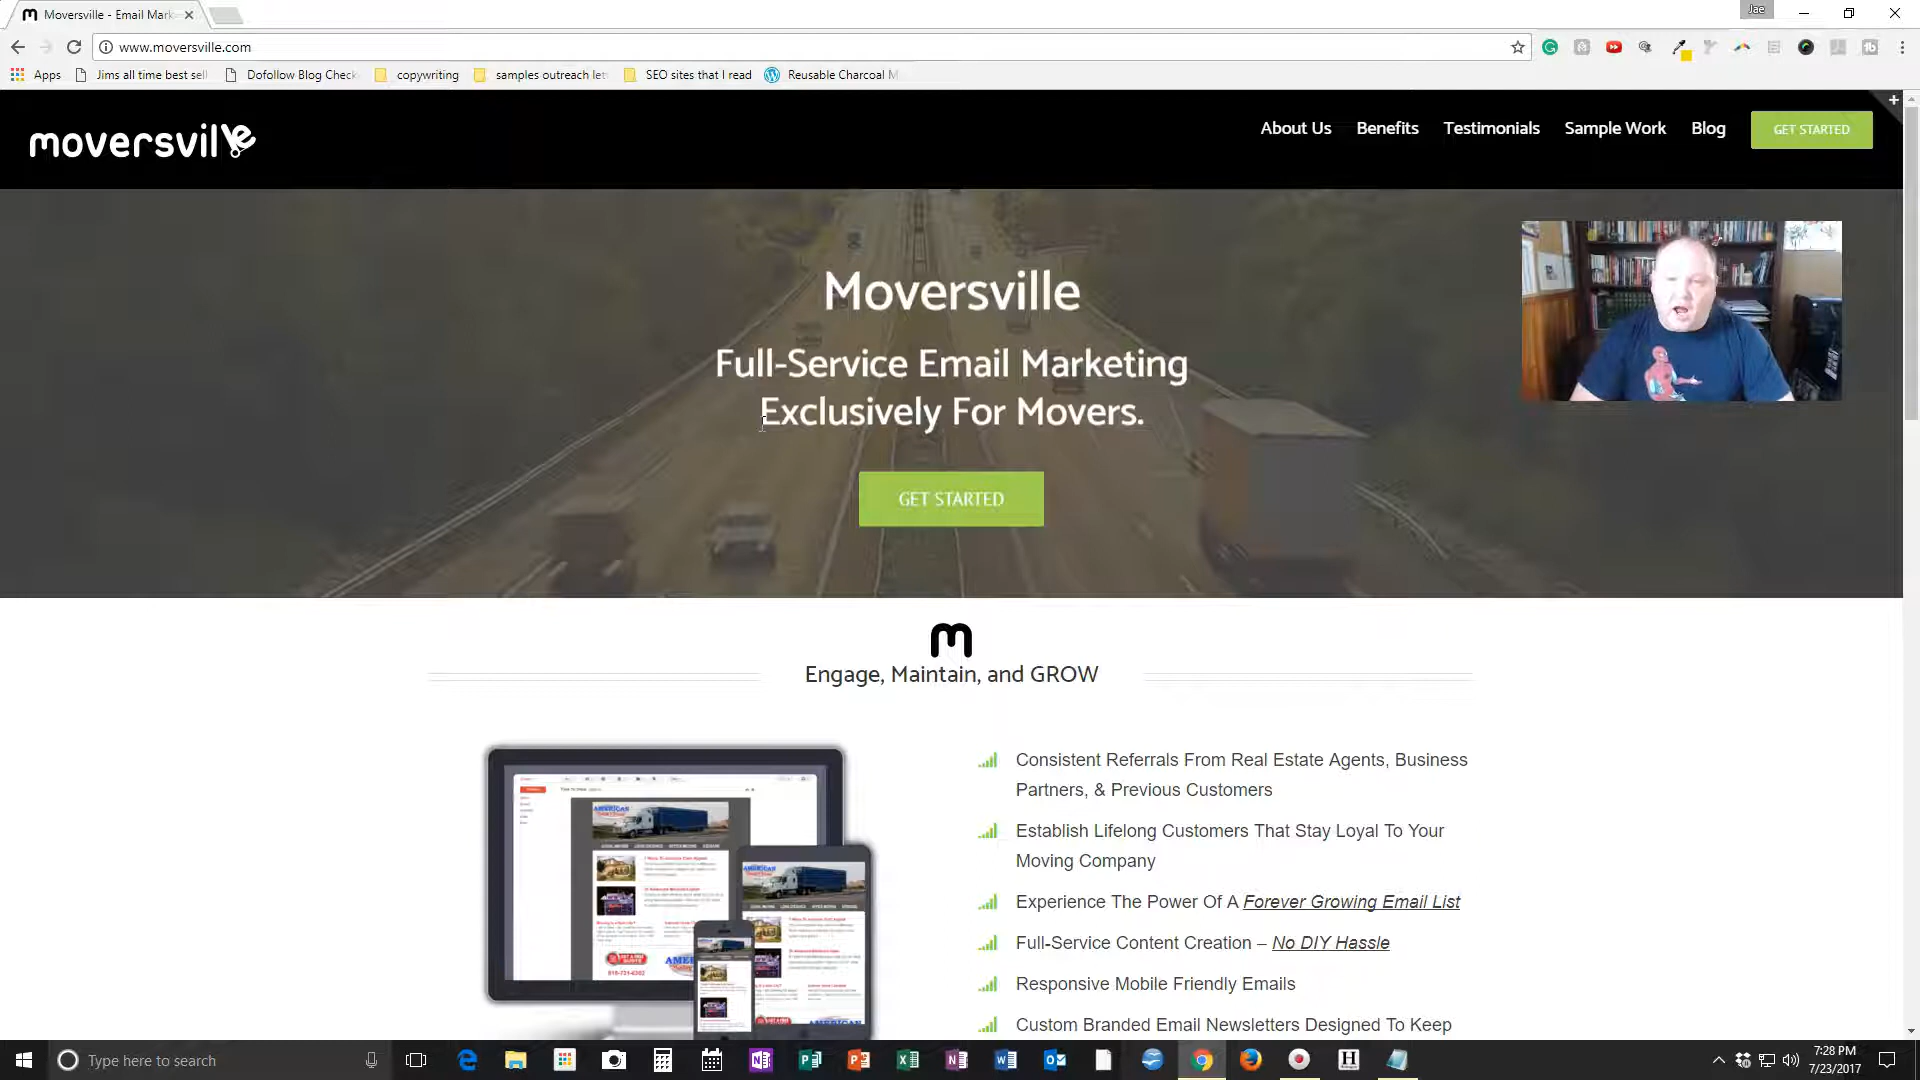 Moversville - Email Mark
Jae
www.moversville.com
Apps
Jims all time best sel
Dofollow Blog Check
copywriting
samples outreach let
SEO sites that I read
Reusable Charcoal M
moversville
About Us
Benefits
Testimonials
Sample Work
Blog
GET STARTED
Moversville
Full-Service Email Marketing
Exclusively For Movers.
GET STARTED
m
Engage, Maintain, and GROW
Consistent Referrals From Real Estate Agents, Business
Partners, & Previous Customers
Establish Lifelong Customers That Stay Loyal To Your
Moving Company
Experience The Power Of A Forever Growing Email List
Full-Service Content Creation – No DIY Hassle
Responsive Mobile Friendly Emails
Custom Branded Email Newsletters Designed To Keep
Type here to search
7:28 PM
7/23/2017